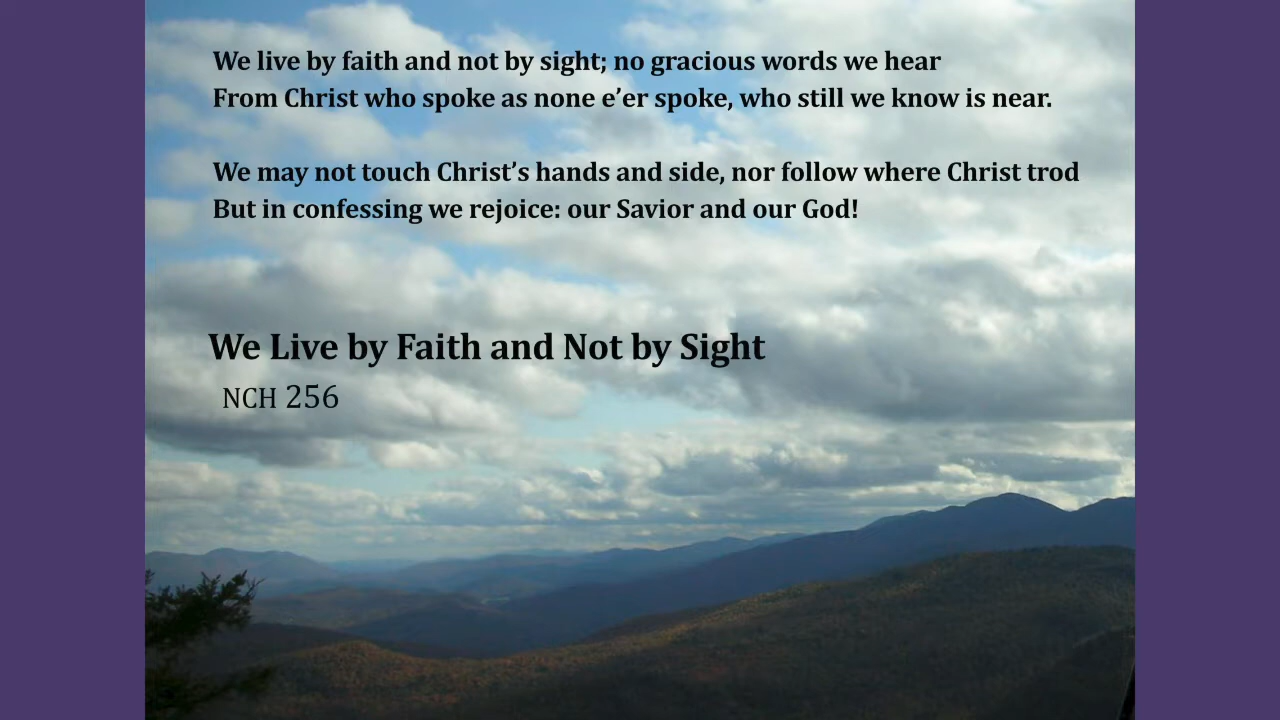 We live by faith and not by sight; no gracious words we hear
From Christ who spoke as none e’er spoke, who still we know is near.
We may not touch Christ’s hands and side, nor follow where Christ trod
But in confessing we rejoice: our Savior and our God!
We Live by Faith and Not by Sight
NCH 256